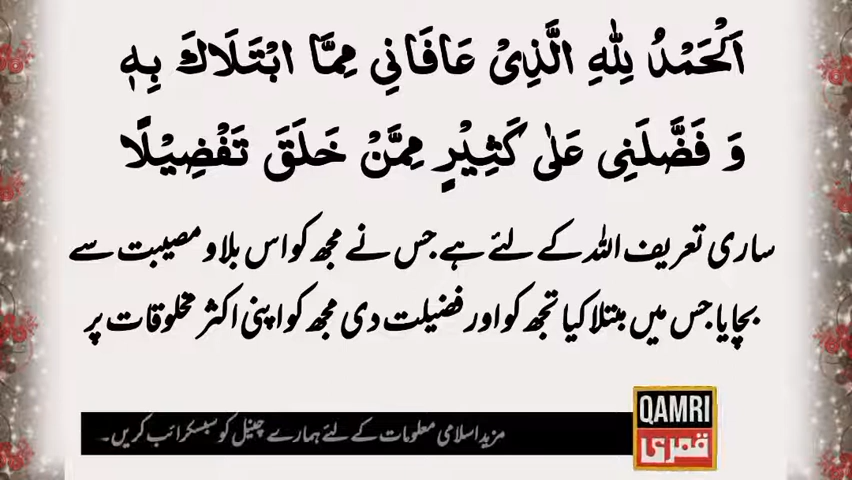 اَلْحَمْدُ لِلّٰهِ الَّذِیْ عَافَانِی مِمَّا ابْتَلَاكَ بِهٖ
وَ فَضَّلَنِی عَلٰی كَثِیْرٍ مِمَّنْ خَلَقَ تَفْضِیْلًا
ساری تعریف اللہ کے لئے ہے جس نے مجھ کو اس بلا و مصیبت سے
بچایا جس میں مبتلا کیا تجھ کو اور فضیلت دی مجھ کو اپنی اکثر مخلوقات پر
QAMRI
قمری
مزید اسلامی معلومات کے لئے ہمارے چینل کو سبسکرائب کریں۔